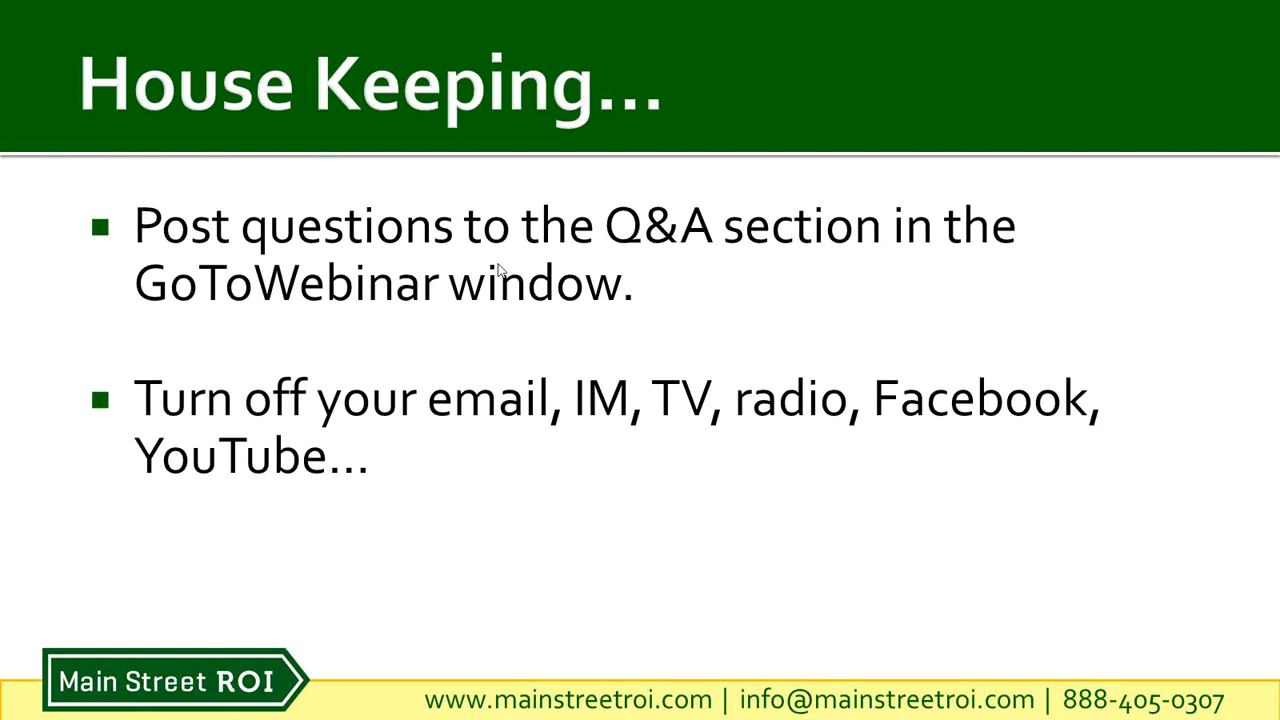 House Keeping...
Post questions to the Q&A section in the
GoToWebinar window.
Turn off your email, IM, TV, radio, Facebook,
YouTube...
Main Street ROI
www.mainstreetroi.com | info@mainstreetroi.com | 888-405-0307